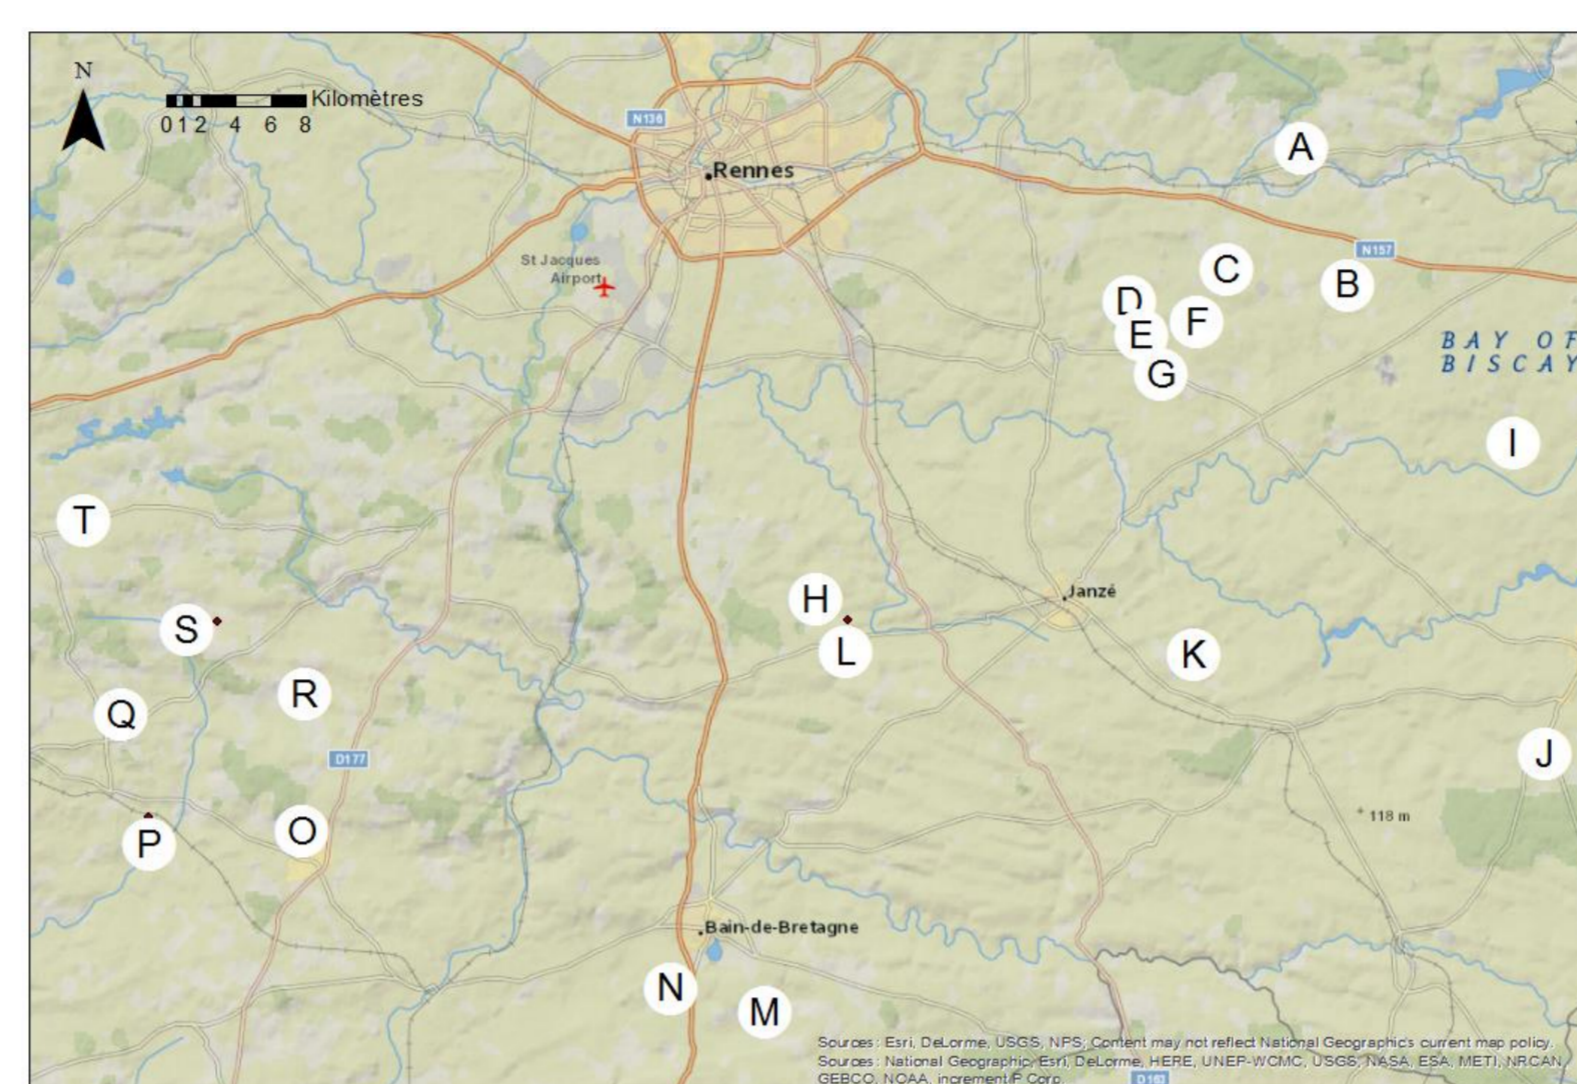 N
Kilomètres
0 1 2 4 6 8
N136
A
Rennes
N157
St Jacques
Airport
C
B
D
F
E
BAY OF
BISCAY
G
I
T
H
Janzé
S
L
K
R
Q
D177
J
118 m
O
P
Bain-de-Bretagne
N
M
Sources: Esri, DeLorme, USGS, NPS; Content may not reflect National Geographic's current map policy.
Sources: National Geographic, Esri, DeLorme, HERE, UNEP-WCMC, USGS, NASA, ESA, METI, NRCAN,
GEBCO, NOAA, increment P Corp.
D163